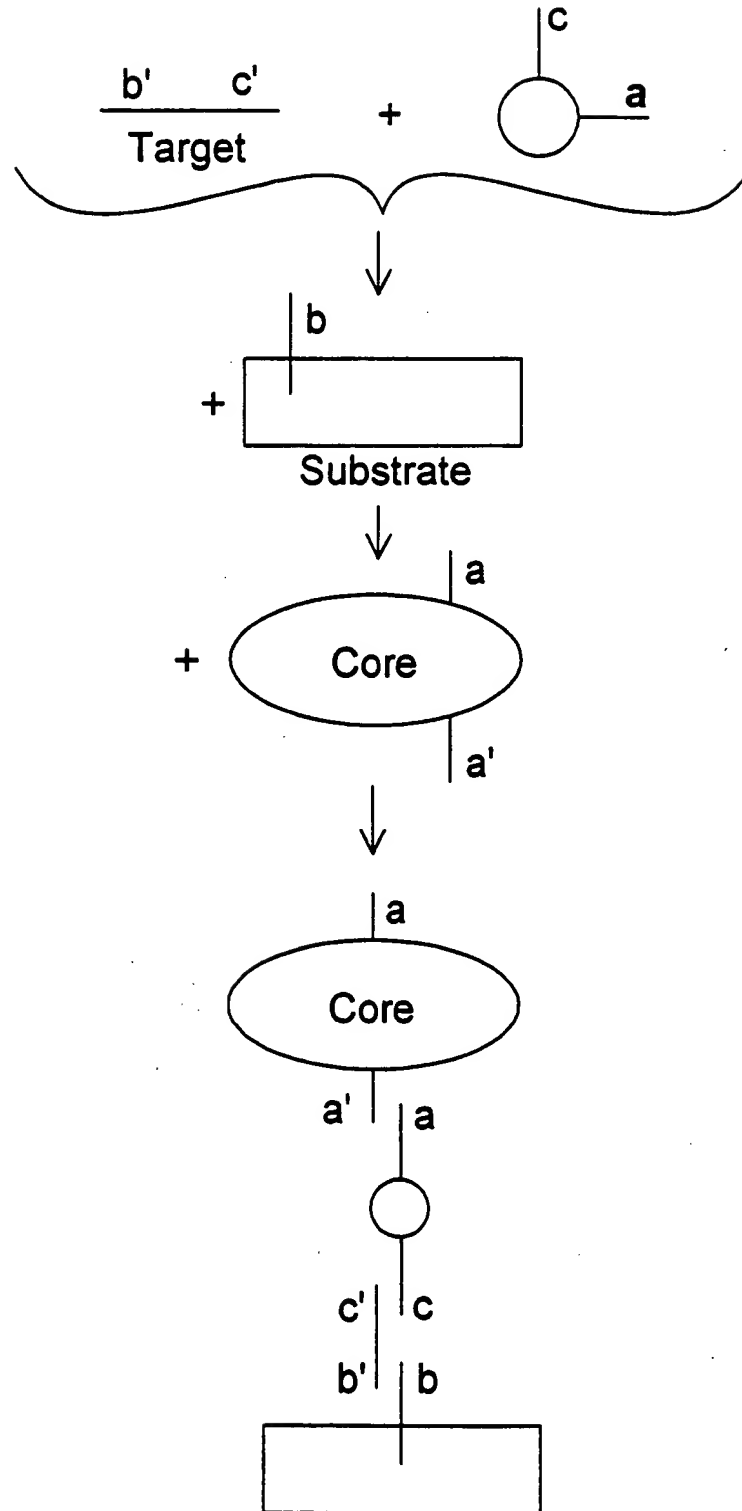 c
b' c' + a
Target
b
+
Substrate
a
+ Core
a'
a
Core
a' a
c' c
b' b